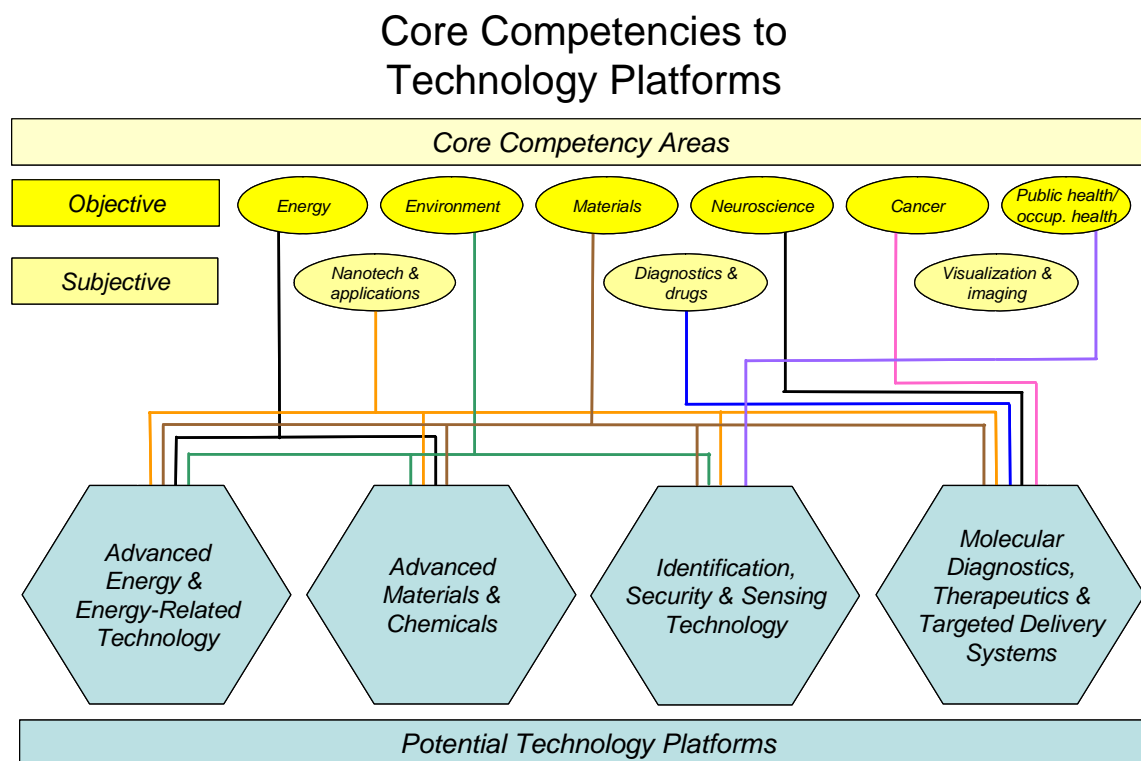 Core Competencies to
Technology Platforms
Core Competency Areas
Objective
Energy
Environment
Materials
Neuroscience
Cancer
Public health/
occup. health
Subjective
Nanotech &
applications
Diagnostics &
drugs
Visualization &
imaging
Advanced
Energy &
Energy-Related
Technology
Advanced
Materials &
Chemicals
Identification,
Security & Sensing
Technology
Molecular
Diagnostics,
Therapeutics &
Targeted Delivery
Systems
Potential Technology Platforms